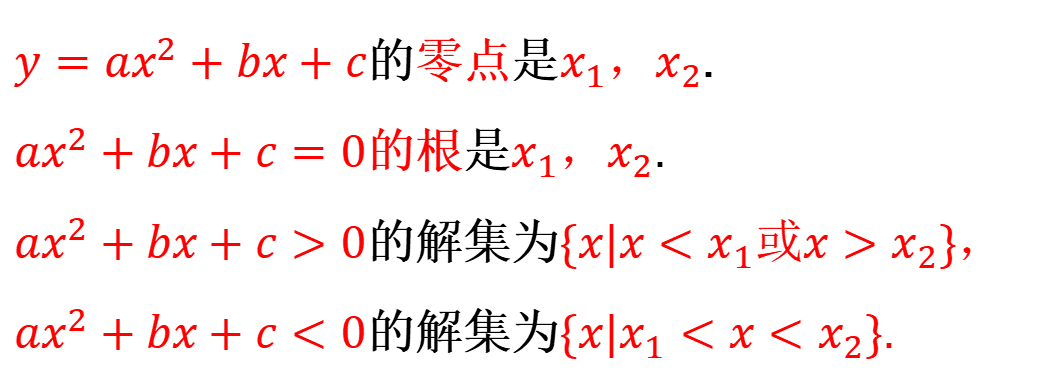 y = ax² + bx + c的零点是x₁，x₂.
ax² + bx + c = 0的根是x₁，x₂.
ax² + bx + c > 0的解集为{x|x < x₁或x > x₂}，
ax² + bx + c < 0的解集为{x|x₁ < x < x₂}.